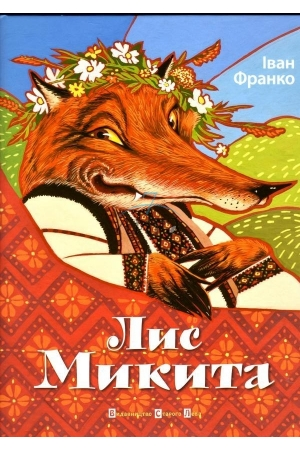 Іван
Франко
Лис
Микита
Видавництво Старого Лева